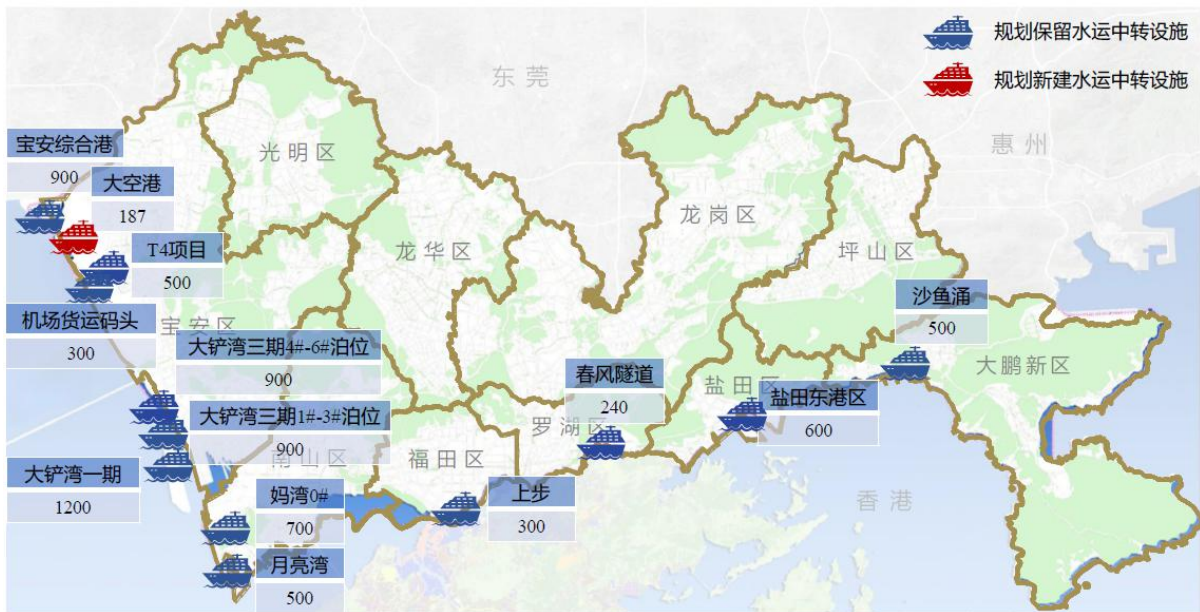 规划保留水运中转设施
规划新建水运中转设施
东莞
惠州
宝安综合港
900
大空港
187
光明区
T4项目
500
龙华区
龙岗区
坪山区
沙鱼涌
500
机场货运码头
300
宝安区
大铲湾三期4#-6#泊位
900
大鹏新区
春风隧道
240
盐田区
盐田东港区
600
大铲湾三期1#-3#泊位
900
罗湖区
南山区
福田区
大铲湾一期
1200
妈湾0#
700
上步
300
香港
月亮湾
500